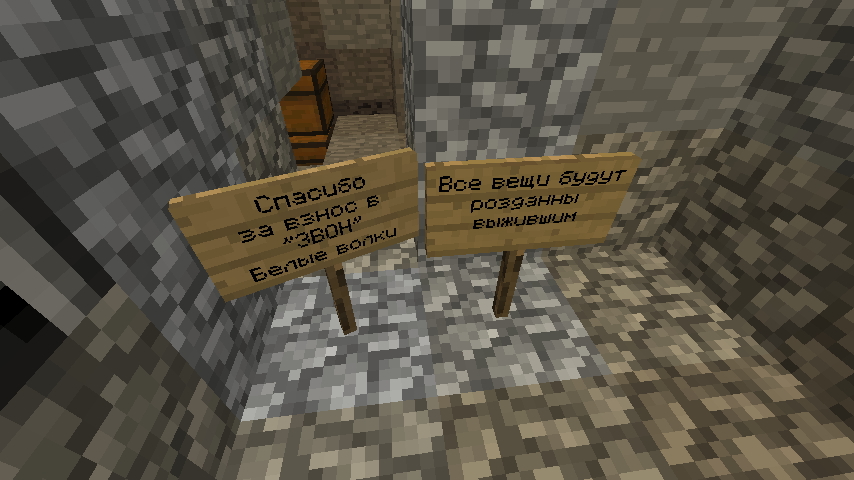 Спасибо
за взнос в
"ЗВОН"
Белые волки
Все вещи будут
розданны
выжившим